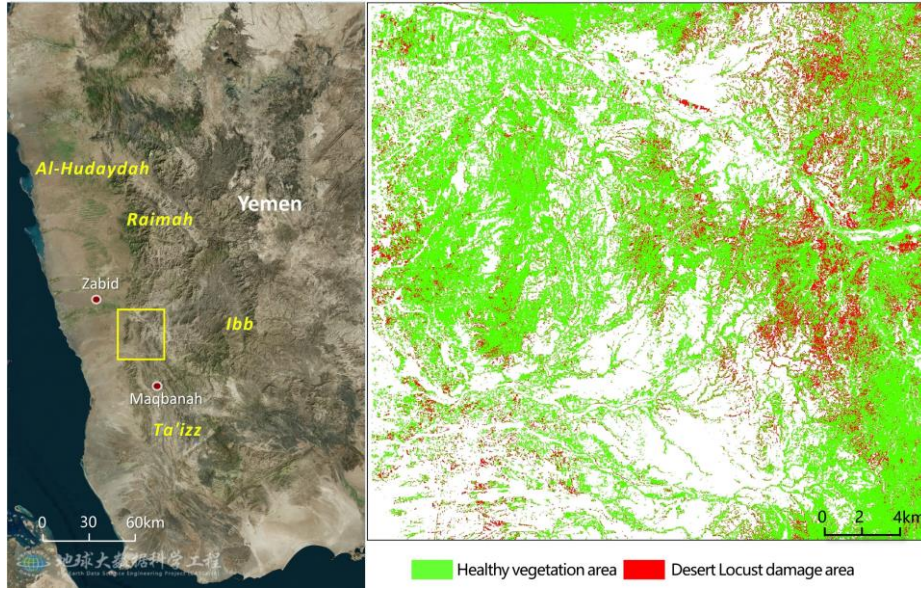 Al-Hudaydah
Raimah
Yemen
Zabid
Ibb
Maqbanah
Ta'izz
0 30 60km
地球大数据科学工程
0 2 4km
Healthy vegetation area
Desert Locust damage area